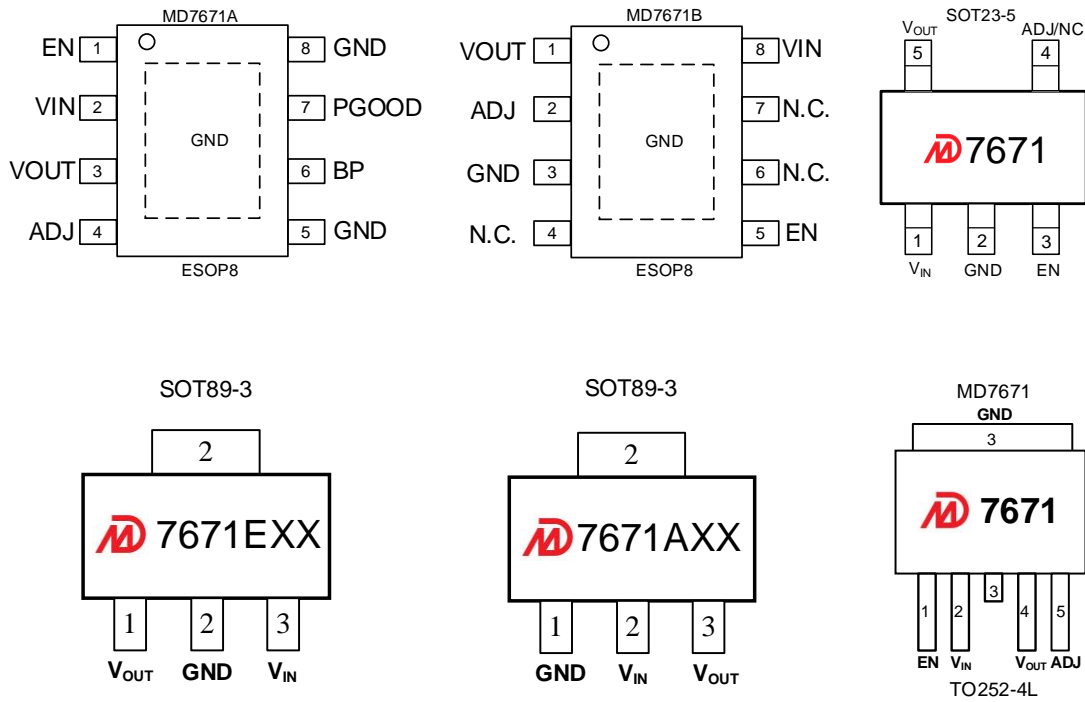 MD7671A
EN 1 8 GND
VIN 2 7 PGOOD
GND
VOUT 3 6 BP
ADJ 4 5 GND
ESOP8
MD7671B
VOUT 1 8 VIN
ADJ 2 7 N.C.
GND
GND 3 6 N.C.
N.C. 4 5 EN
ESOP8
SOT23-5
VOUT ADJ/NC
5 4
MD 7671
1 2 3
VIN GND EN
SOT89-3
2
MD 7671EXX
1 2 3
VOUT GND VIN
SOT89-3
2
MD 7671AXX
1 2 3
GND VIN VOUT
MD7671
GND
3
MD 7671
1 2 3 4 5
EN VIN VOUT ADJ
TO252-4L